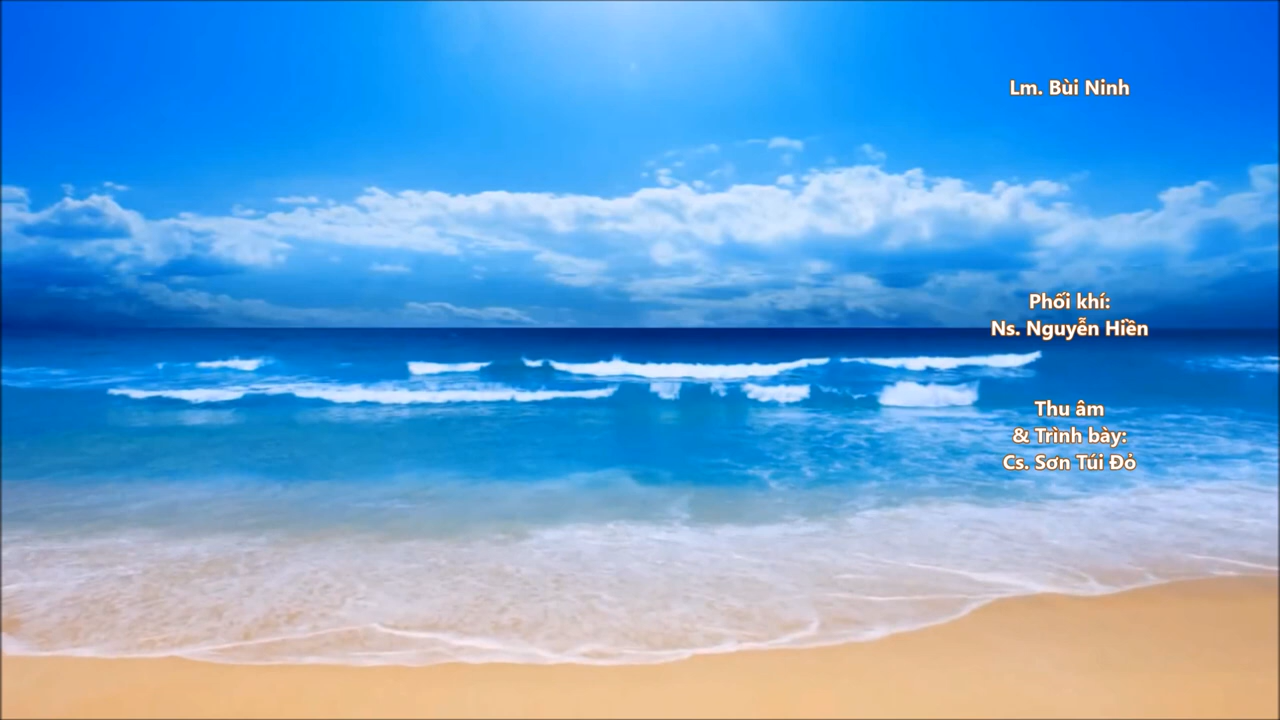 Lm. Bùi Ninh
Phối khí:
Ns. Nguyễn Hiền
Thu âm
& Trình bày:
Cs. Sơn Túi Đỏ